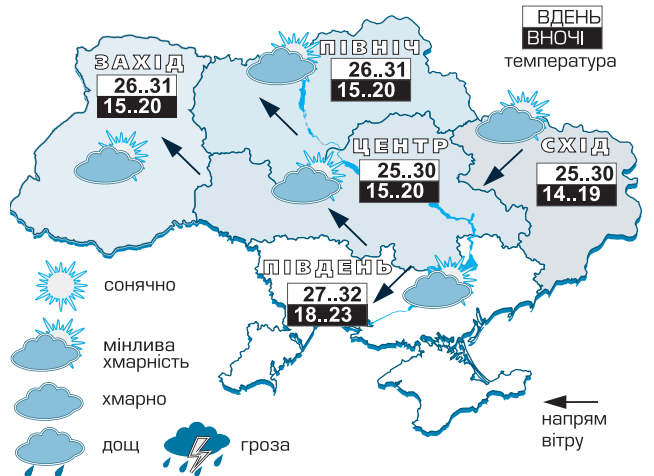 ВДЕНЬ
ВНОЧІ
температура
ПІВНІЧ
26..31
15..20
ЗАХІД
26..31
15..20
ЦЕНТР
25..30
15..20
СХІД
25..30
14..19
ПІВДЕНЬ
27..32
18..23
сонячно
мінлива
хмарність
хмарно
дощ
гроза
напрям
вітру